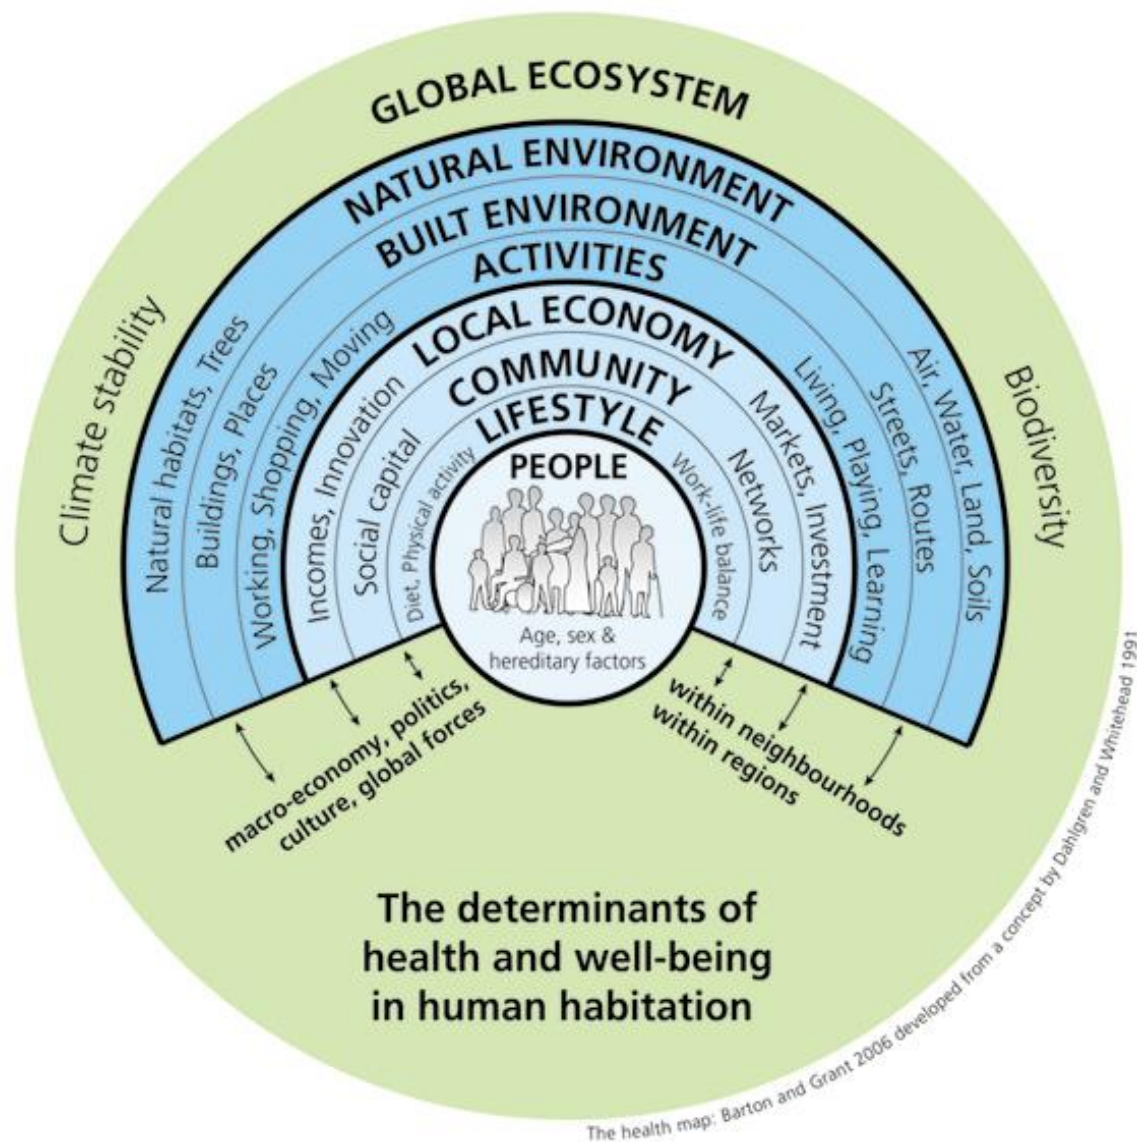 GLOBAL ECOSYSTEM
NATURAL ENVIRONMENT
BUILT ENVIRONMENT
ACTIVITIES
LOCAL ECONOMY
COMMUNITY
LIFESTYLE
PEOPLE
Age, sex &
hereditary factors
Climate stability
Natural habitats, Trees
Buildings, Places
Working, Shopping, Moving
Incomes, Innovation
Social capital
Diet, Physical activity
Work-life balance
Networks
Markets, Investment
Living, Playing, Learning
Streets, Routes
Air, Water, Land, Soils
Biodiversity
macro-economy, politics,
culture, global forces
within neighbourhoods
within regions
The determinants of
health and well-being
in human habitation
The health map: Barton and Grant 2006 developed from a concept by Dahlgren and Whitehead 1991